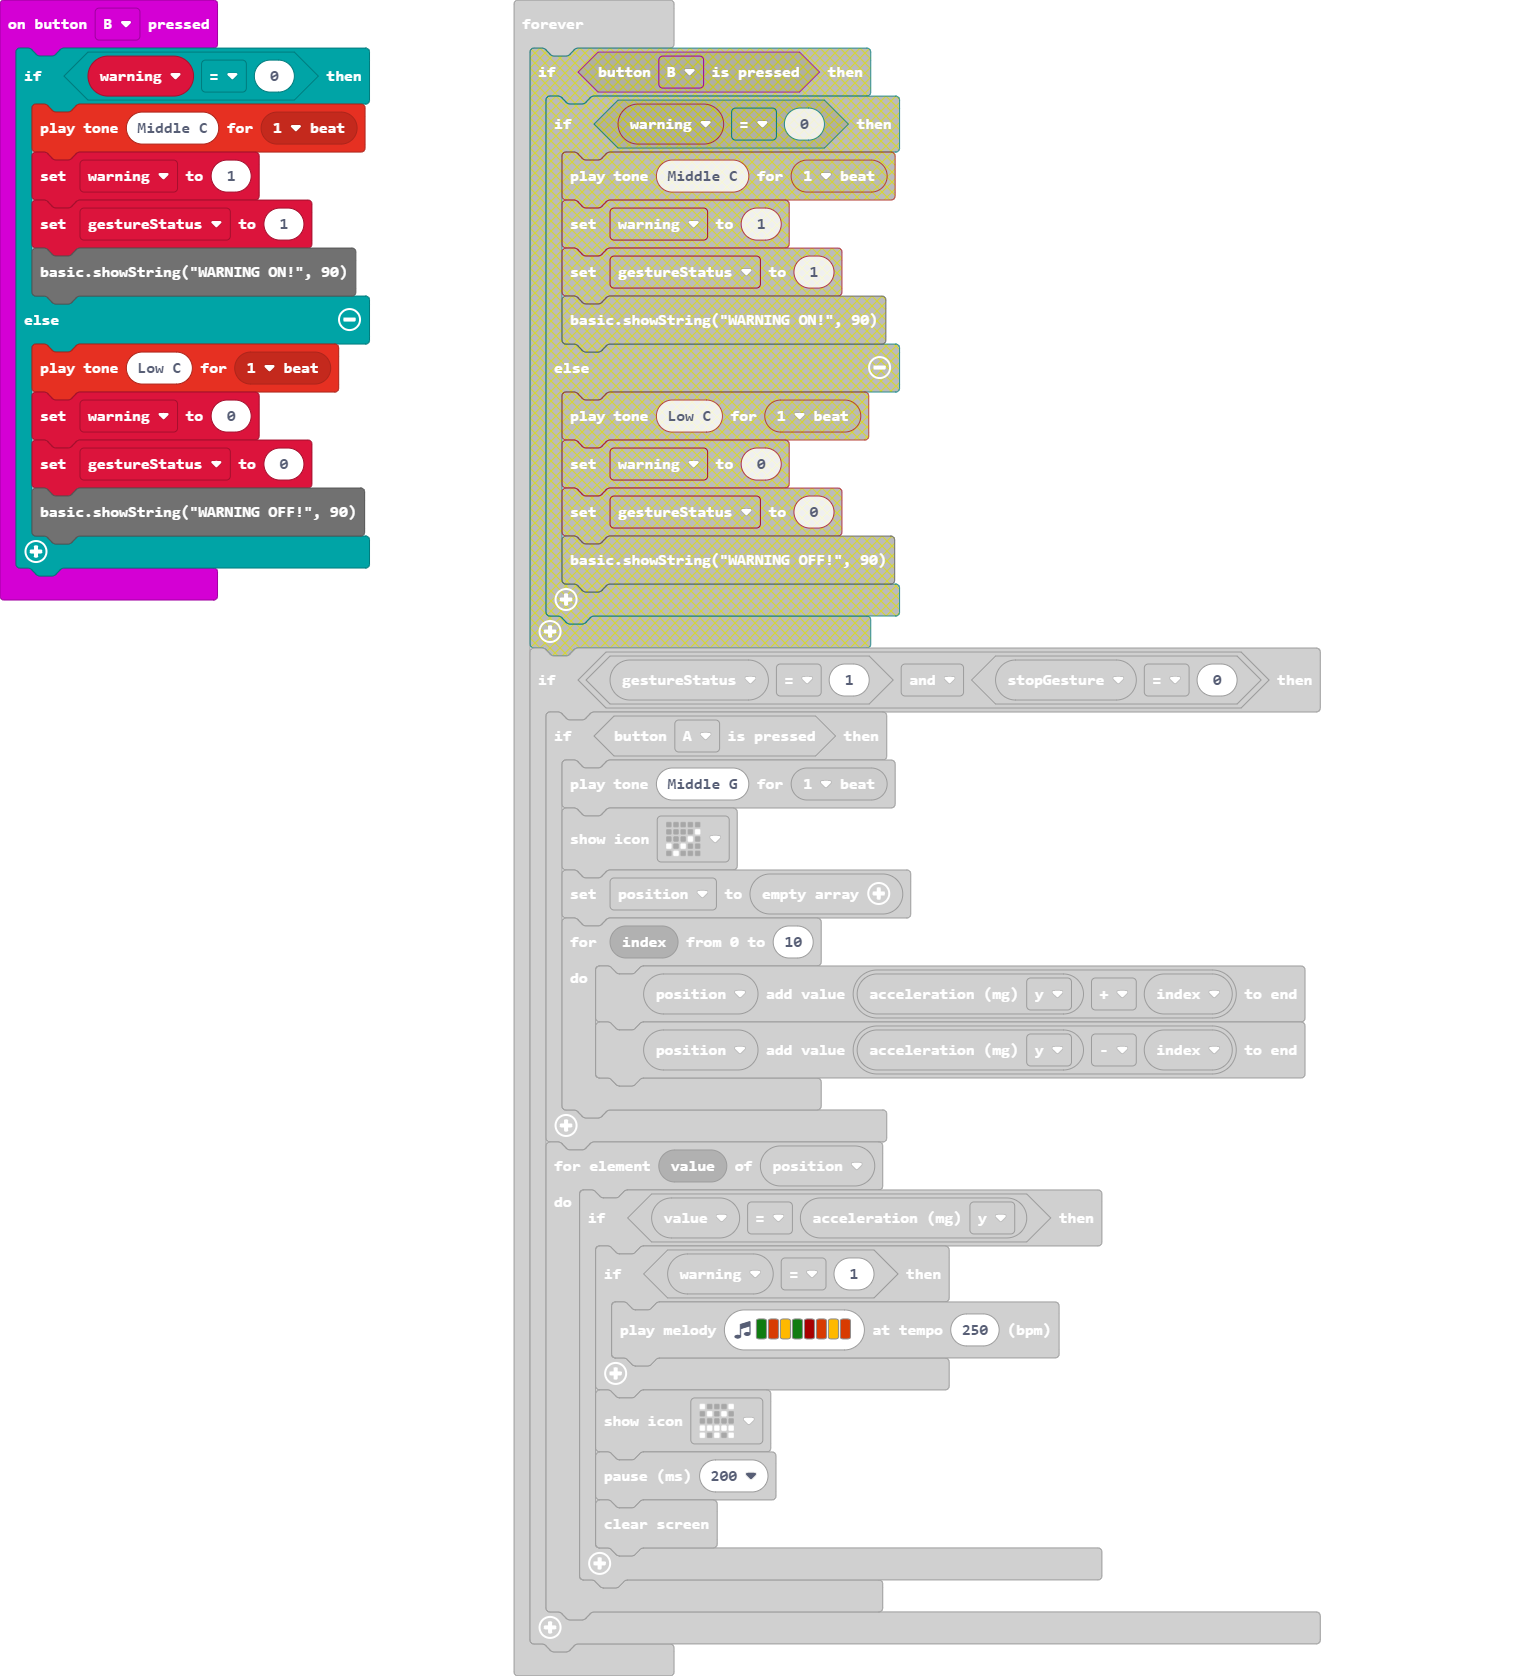 on button B pressed
if warning = 0 then
play tone Middle C for 1 beat
set warning to 1
set gestureStatus to 1
basic.showString("WARNING ON!", 90)
else
play tone Low C for 1 beat
set warning to 0
set gestureStatus to 0
basic.showString("WARNING OFF!", 90)
forever
if button B is pressed then
if warning = 0 then
play tone Middle C for 1 beat
set warning to 1
set gestureStatus to 1
basic.showString("WARNING ON!", 90)
else
play tone Low C for 1 beat
set warning to 0
set gestureStatus to 0
basic.showString("WARNING OFF!", 90)
if gestureStatus = 1 and stopGesture = 0 then
if button A is pressed then
play tone Middle G for 1 beat
show icon
set position to empty array
for index from 0 to 10
do
position add value acceleration (mg) y + index to end
position add value acceleration (mg) y - index to end
for element value of position
do
if value = acceleration (mg) y then
if warning = 1 then
play melody at tempo 250 (bpm)
show icon
pause (ms) 200
clear screen